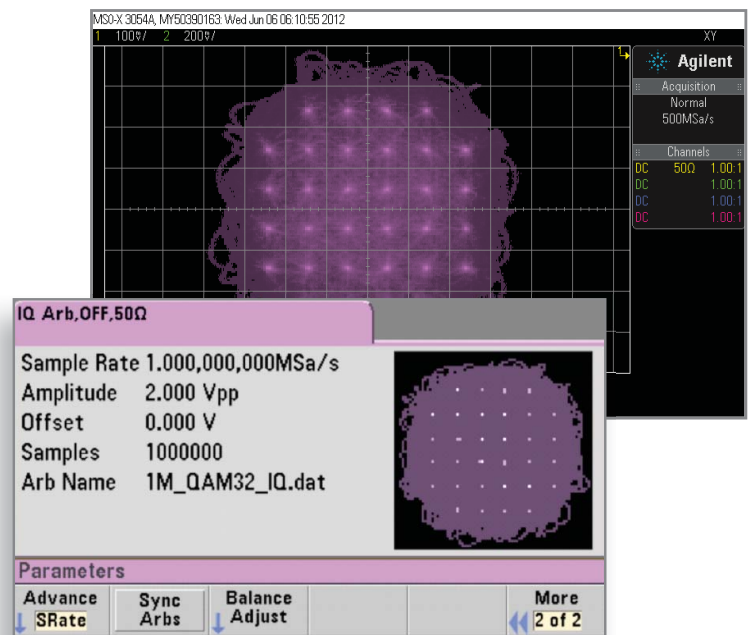 MSO-X 3054A, MY50390163: Wed Jun 06 06:10:55 2012
1 100V/ 2 200V/ XY
1
Agilent
Acquisition
Normal
500MSa/s
Channels
DC 50Ω 1.00:1
DC 1.00:1
DC 1.00:1
DC 1.00:1
IQ Arb,OFF,50Ω
Sample Rate 1.000,000,000MSa/s
Amplitude 2.000 Vpp
Offset 0.000 V
Samples 1000000
Arb Name 1M_QAM32_IQ.dat
Parameters
Advance
SRate
Sync
Arbs
Balance
Adjust
More
2 of 2